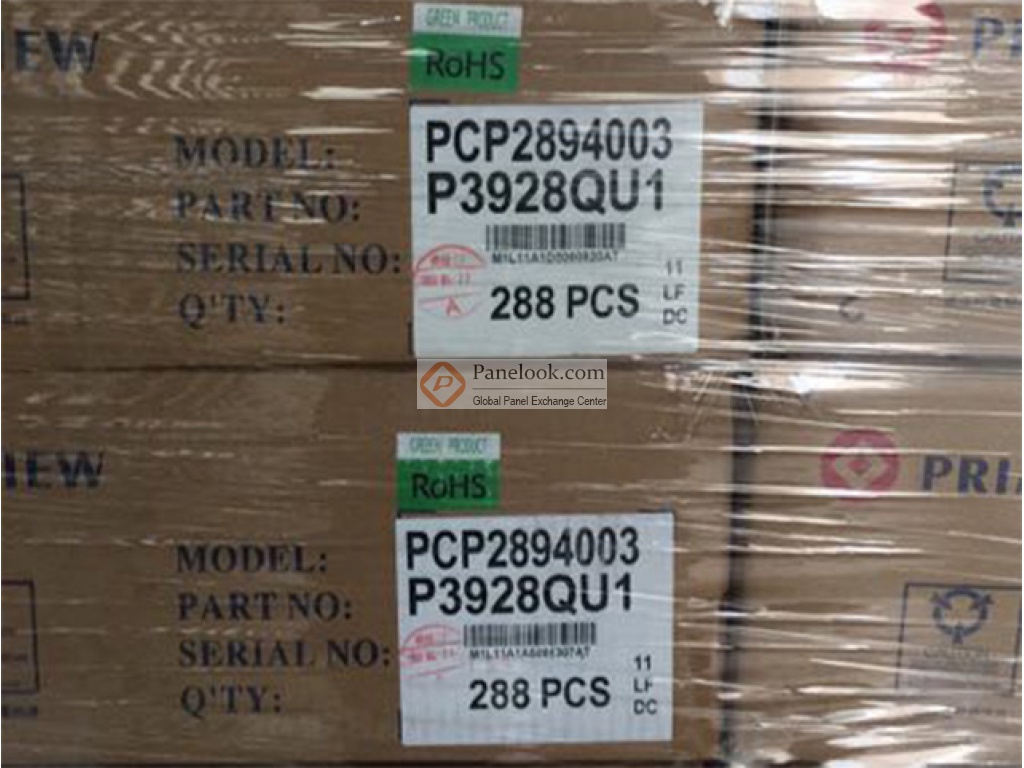 EW
GREEN PRODUCT
RoHS
MODEL: PCP2894003
PART NO: P3928QU1
SERIAL NO:
Q'TY: 288 PCS
11
LF
DC
Panelook.com
Global Panel Exchange Center
IEW
GREEN PRODUCT
RoHS
PRI
MODEL: PCP2894003
PART NO: P3928QU1
SERIAL NO:
Q'TY: 288 PCS
11
LF
DC